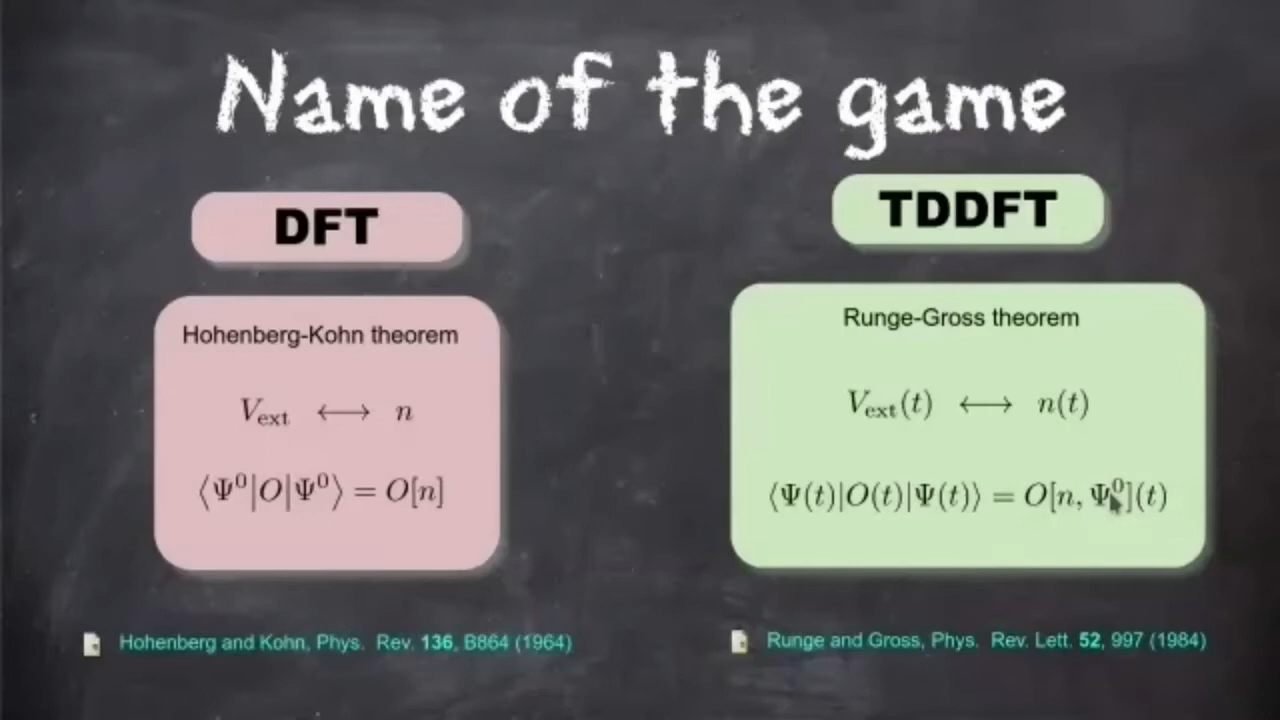 Name of the game
DFT
Hohenberg-Kohn theorem
V_ext ⟷ n
⟨Ψ⁰|O|Ψ⁰⟩ = O[n]
Hohenberg and Kohn, Phys. Rev. 136, B864 (1964)
TDDFT
Runge-Gross theorem
V_ext(t) ⟷ n(t)
⟨Ψ(t)|O(t)|Ψ(t)⟩ = O[n, Ψ⁰](t)
Runge and Gross, Phys. Rev. Lett. 52, 997 (1984)